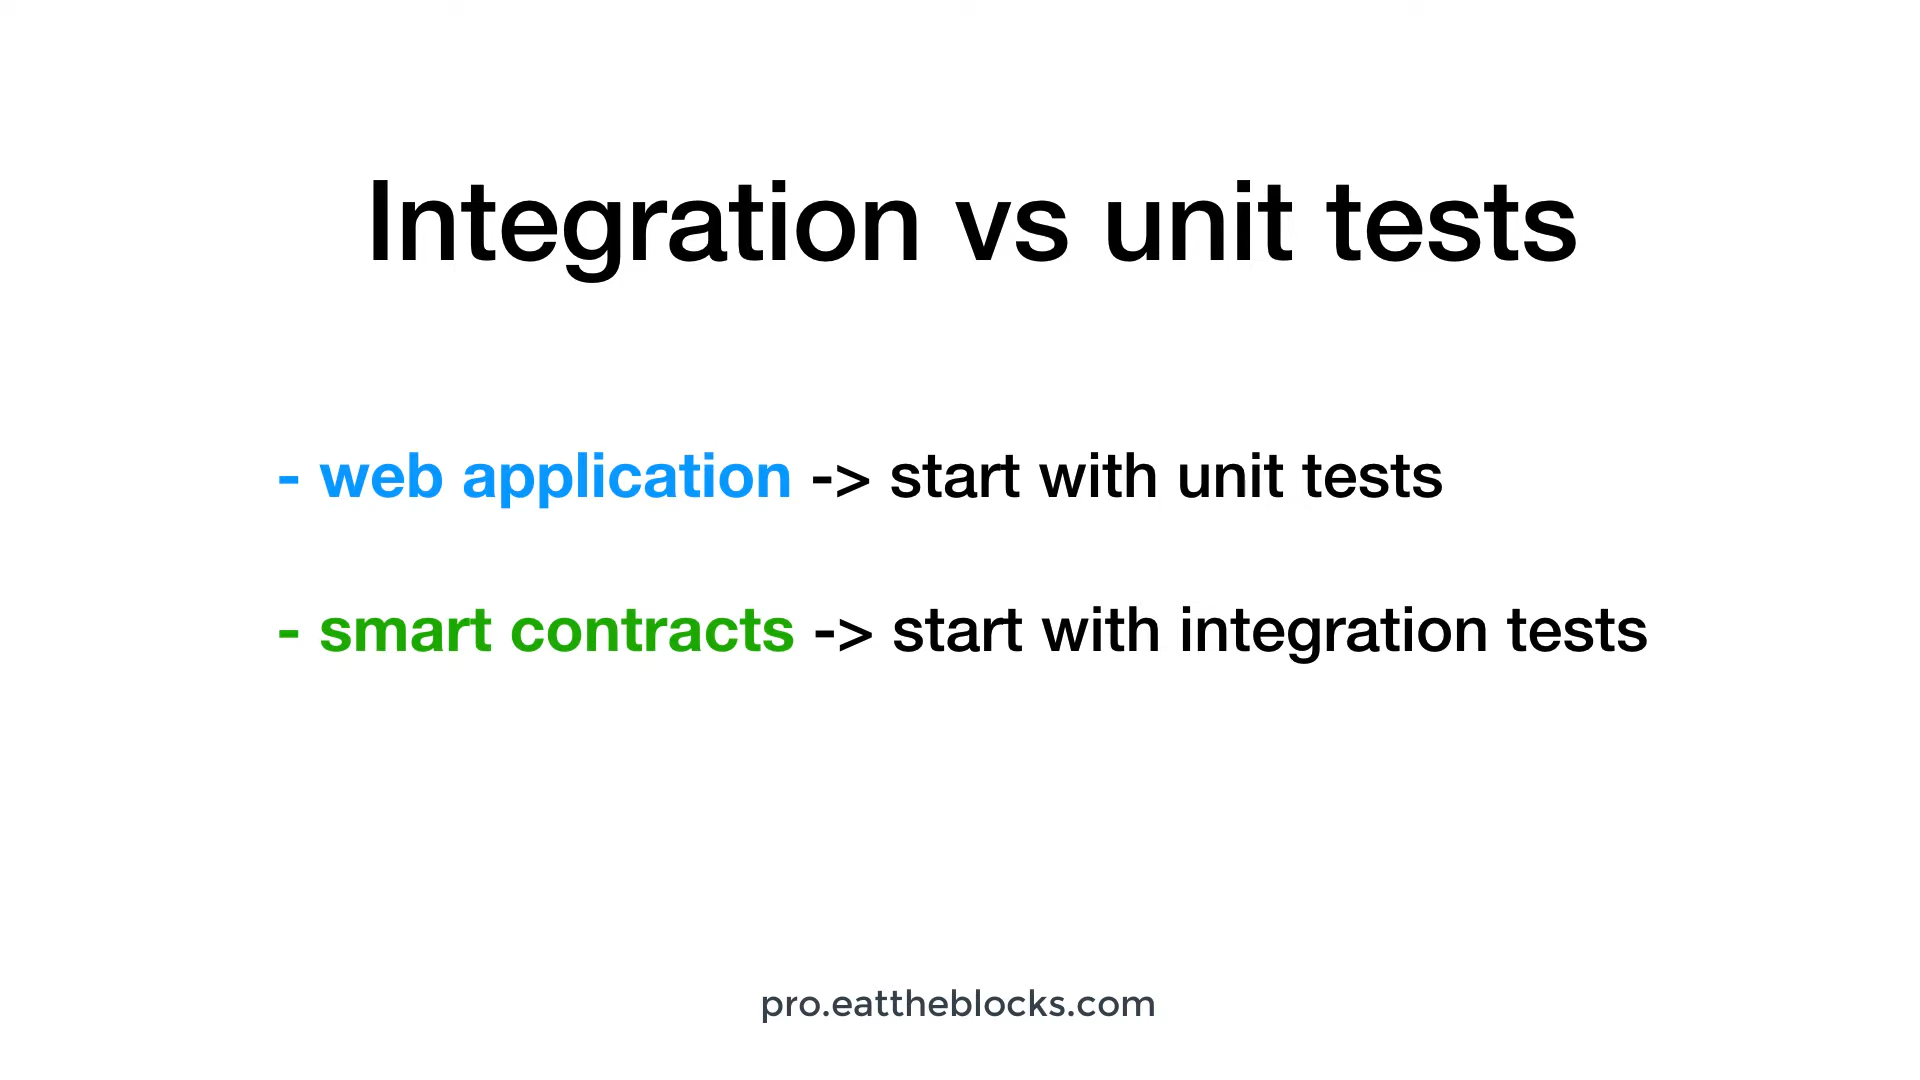 Integration vs unit tests
- web application -> start with unit tests
- smart contracts -> start with integration tests
pro.eattheblocks.com